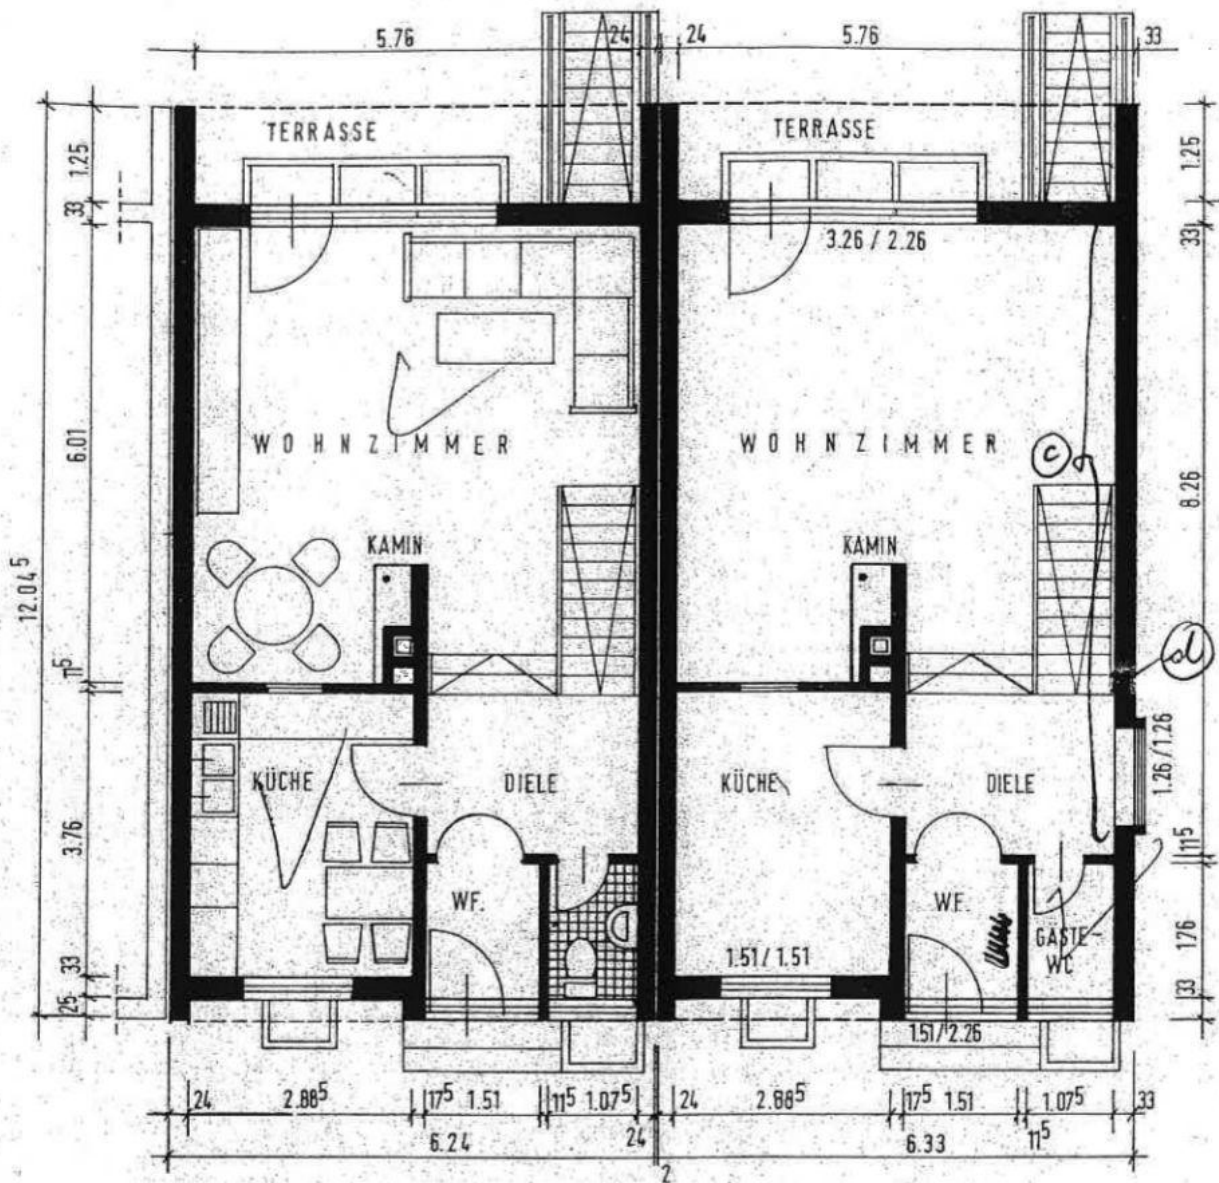 5.76 24 24 5.76 33
TERRASSE TERRASSE
1.25 1.25
33 33
3.26 / 2.26
6.01
WOHNZIMMER WOHNZIMMER
c
8.26
KAMIN KAMIN
12.04⁵
11⁵
d
1.26 / 1.26
KÜCHE DIELE KÜCHE DIELE
3.76
11⁵
WF. WF.
GÄSTE-
WC
1.76
1.51 / 1.51
33 33
25
1.51 / 2.26
24 2.88⁵ 17⁵ 1.51 11⁵ 1.07⁵ 24 2.88⁵ 17⁵ 1.51 1.07⁵ 33
6.24 24 6.33 11⁵
2